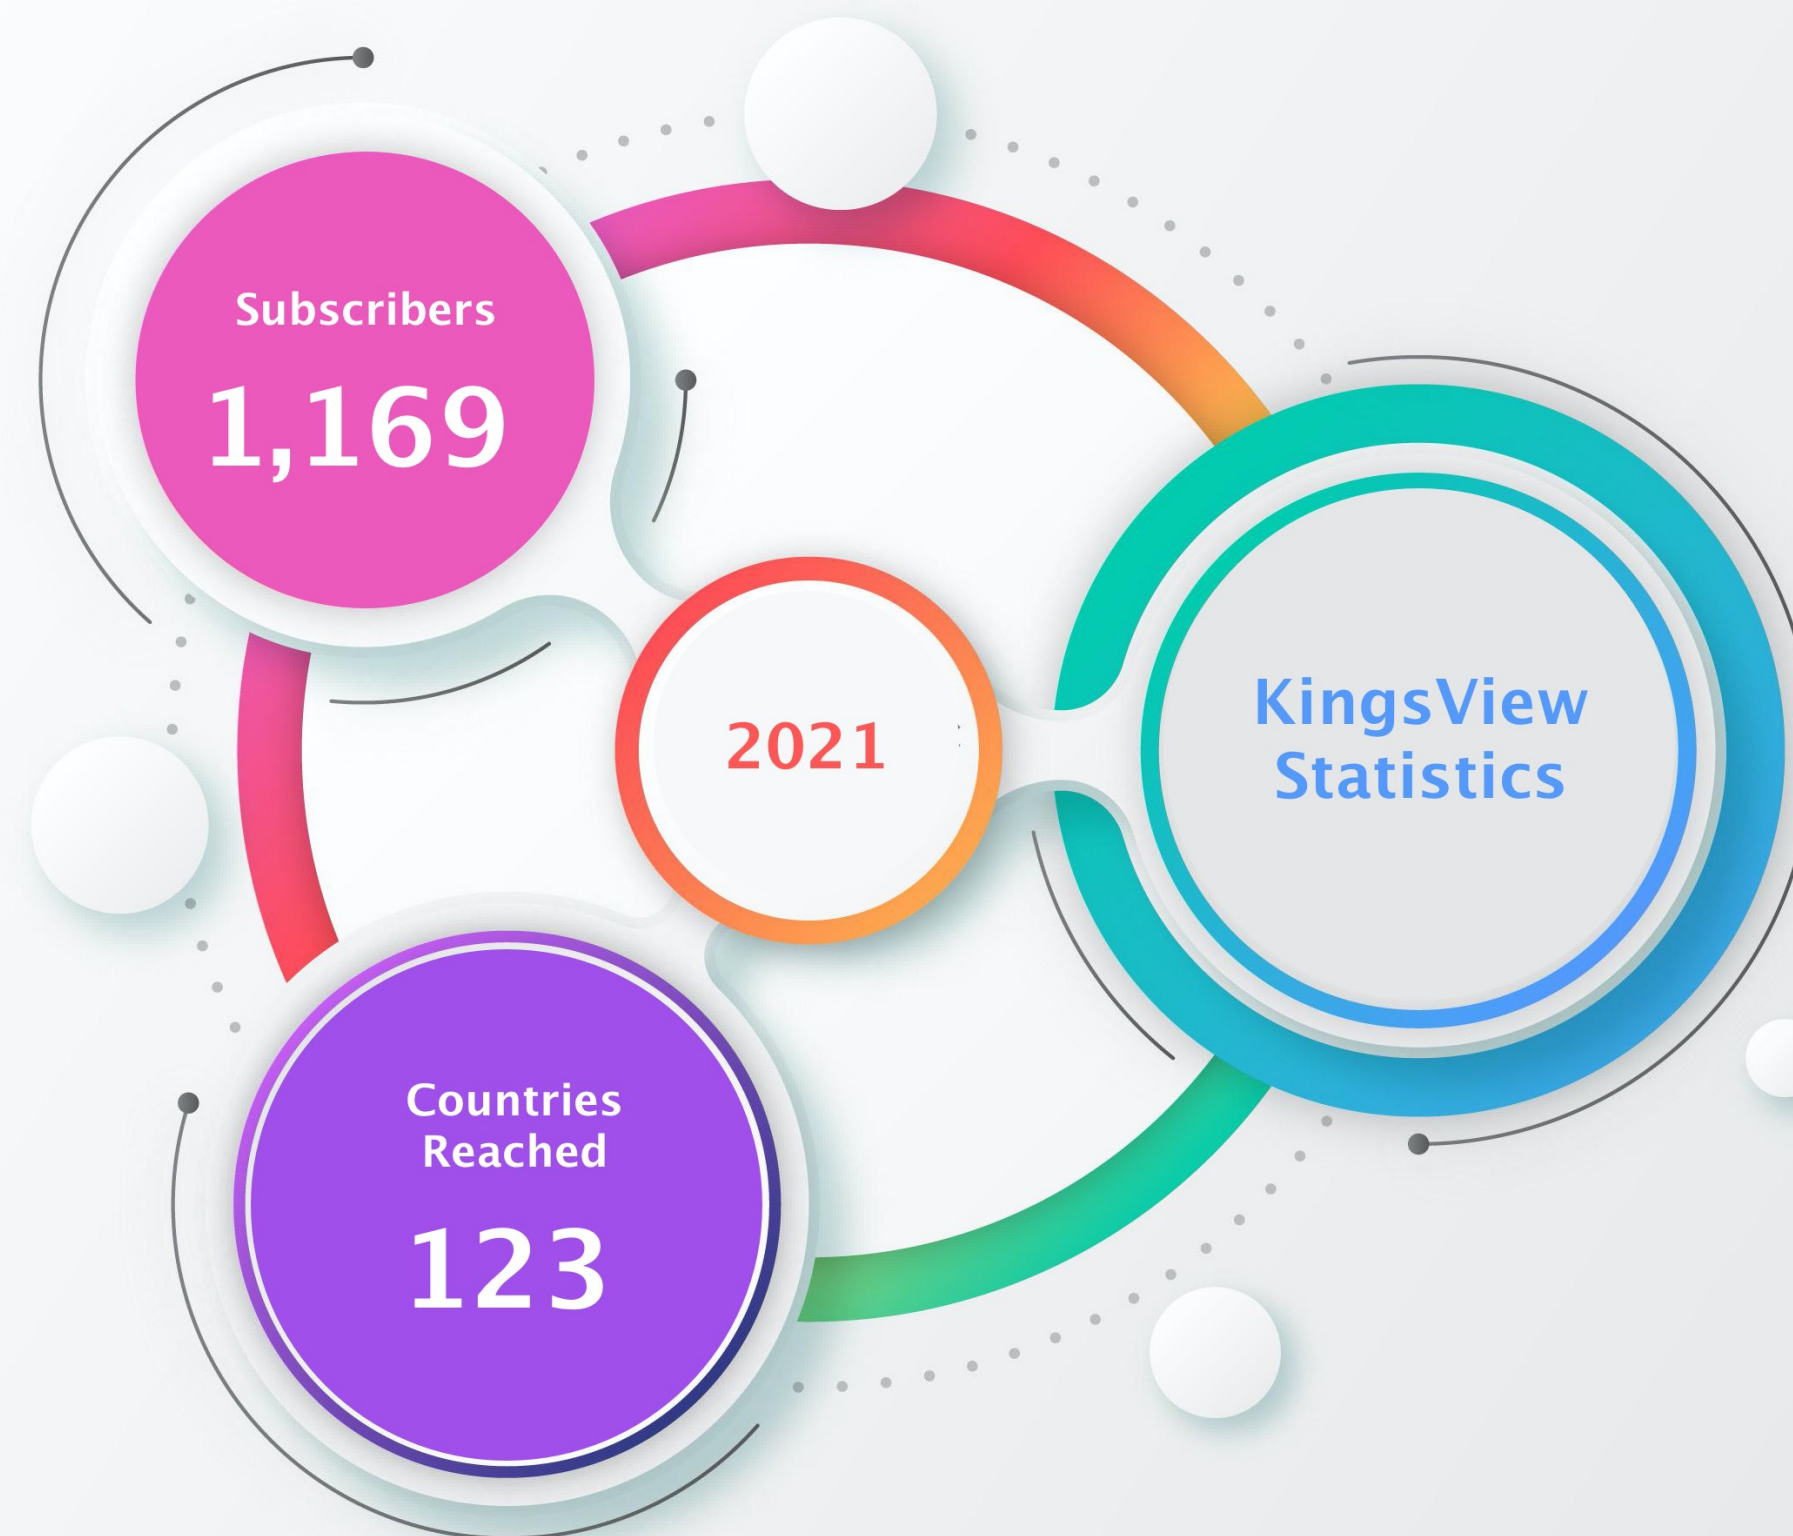 Subscribers
1,169
2021
KingsView
Statistics
Countries
Reached
123